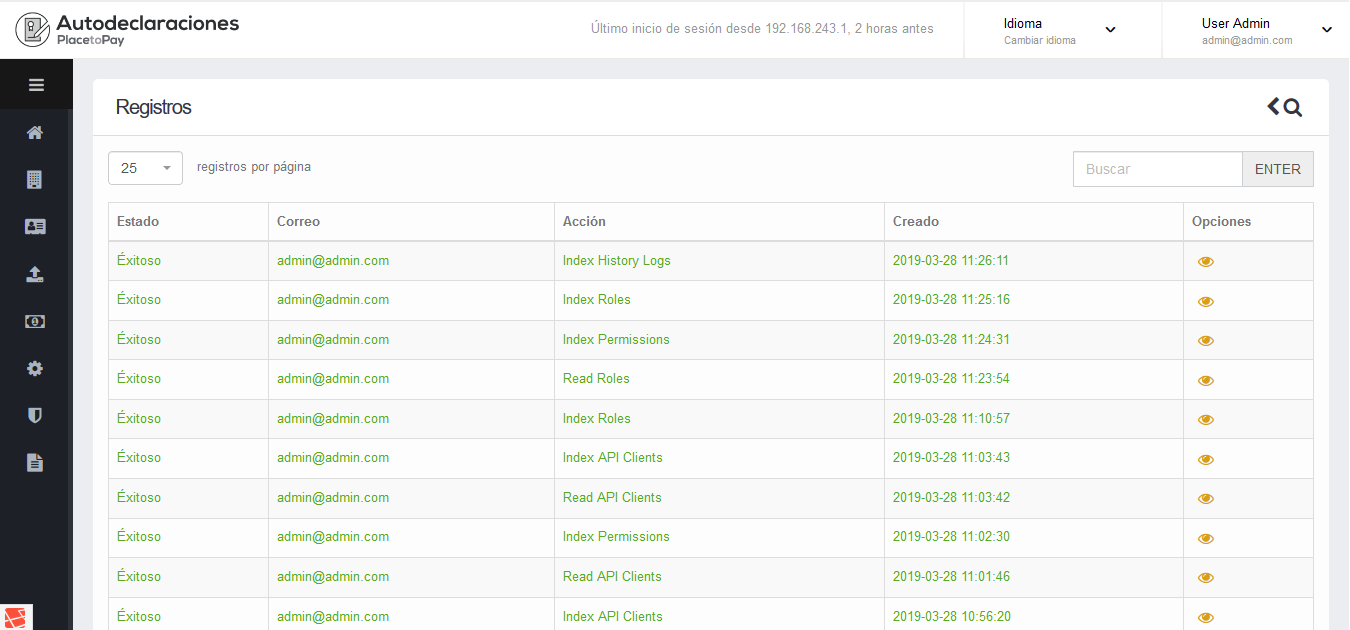 Autodeclaraciones
PlacetoPay
Último inicio de sesión desde 192.168.243.1, 2 horas antes
Idioma
Cambiar idioma
User Admin
admin@admin.com
Registros
25 registros por página
Buscar ENTER
Estado Correo Acción Creado Opciones
Éxitoso admin@admin.com Index History Logs 2019-03-28 11:26:11
Éxitoso admin@admin.com Index Roles 2019-03-28 11:25:16
Éxitoso admin@admin.com Index Permissions 2019-03-28 11:24:31
Éxitoso admin@admin.com Read Roles 2019-03-28 11:23:54
Éxitoso admin@admin.com Index Roles 2019-03-28 11:10:57
Éxitoso admin@admin.com Index API Clients 2019-03-28 11:03:43
Éxitoso admin@admin.com Read API Clients 2019-03-28 11:03:42
Éxitoso admin@admin.com Index Permissions 2019-03-28 11:02:30
Éxitoso admin@admin.com Read API Clients 2019-03-28 11:01:46
Éxitoso admin@admin.com Index API Clients 2019-03-28 10:56:20